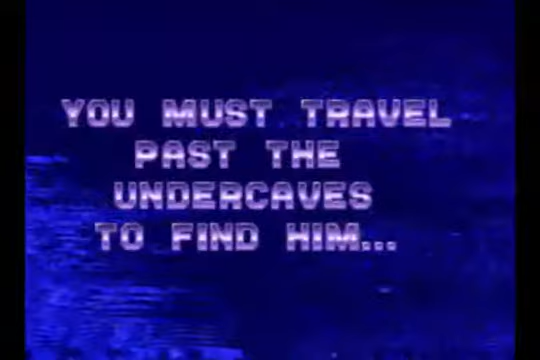 YOU MUST TRAVEL
PAST THE
UNDERCAVES
TO FIND HIM...